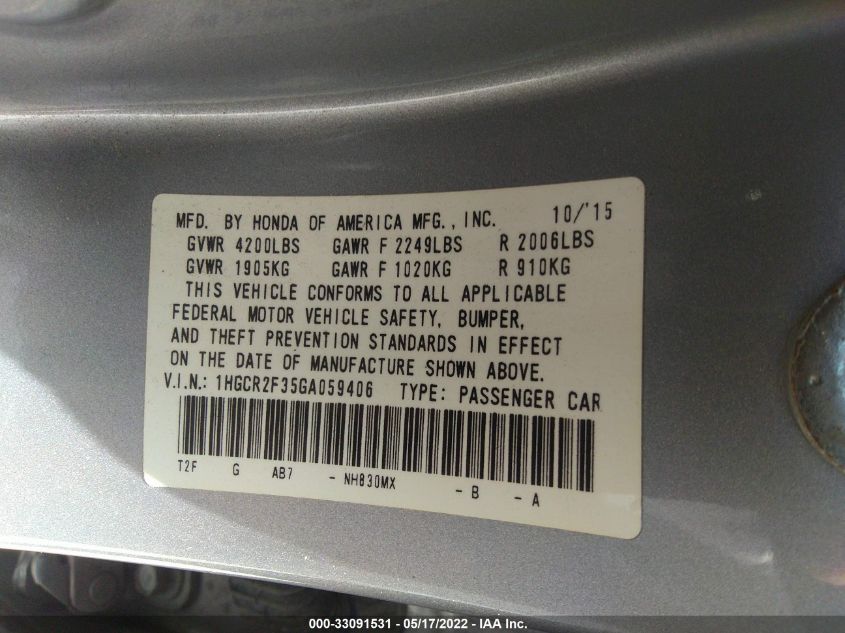 MFD. BY HONDA OF AMERICA MFG., INC. 10/'15
GVWR 4200LBS GAWR F 2249LBS R 2006LBS
GVWR 1905KG GAWR F 1020KG R 910KG
THIS VEHICLE CONFORMS TO ALL APPLICABLE
FEDERAL MOTOR VEHICLE SAFETY, BUMPER,
AND THEFT PREVENTION STANDARDS IN EFFECT
ON THE DATE OF MANUFACTURE SHOWN ABOVE.
V.I.N.: 1HGCR2F35GA059406 TYPE: PASSENGER CAR
T2F G AB7 - NH830MX - B - A
000-33091531 - 05/17/2022 - IAA Inc.